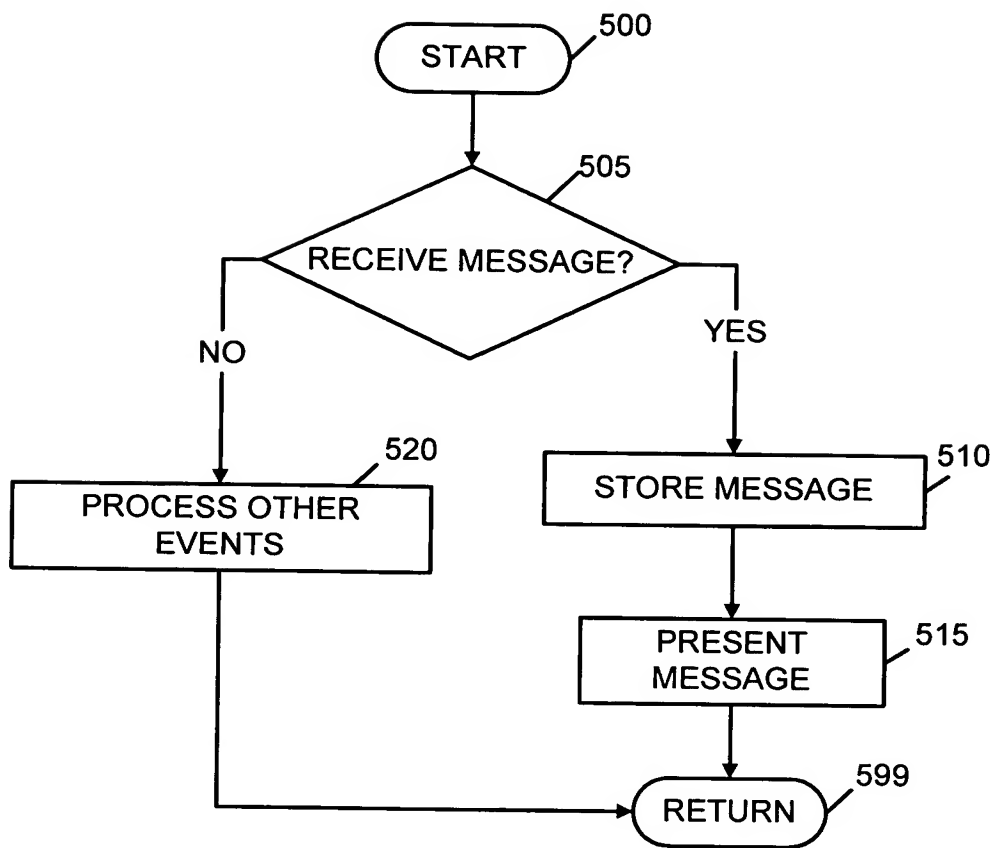 500
START
505
RECEIVE MESSAGE?
NO
YES
520
PROCESS OTHER
EVENTS
510
STORE MESSAGE
515
PRESENT
MESSAGE
599
RETURN